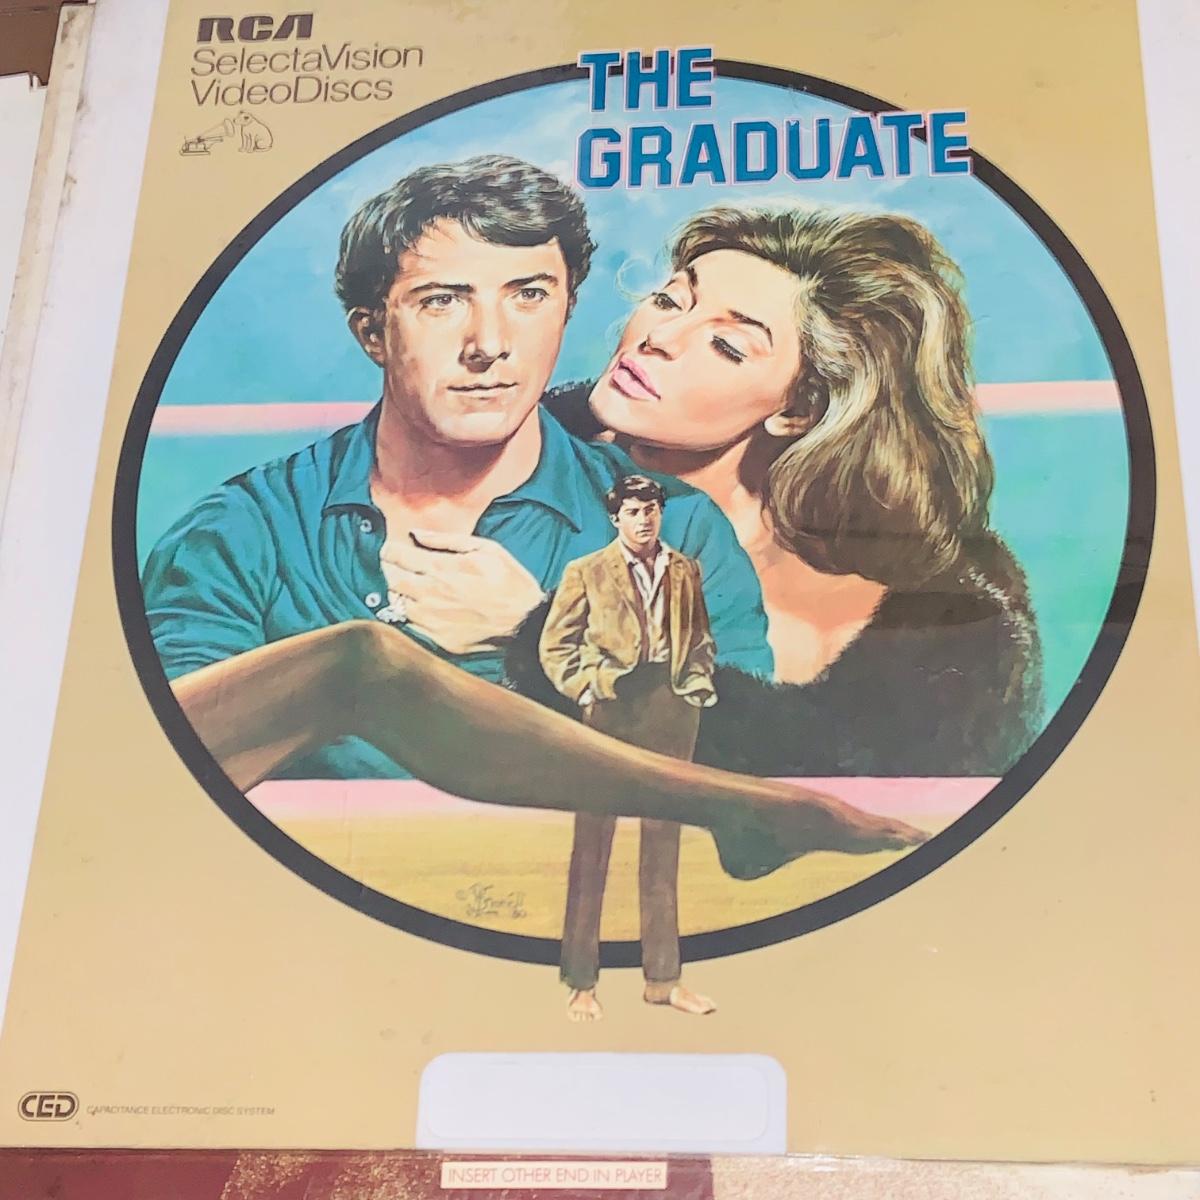 RCA
SelectaVision
VideoDiscs
THE
GRADUATE
CED CAPACITANCE ELECTRONIC DISC SYSTEM
INSERT OTHER END IN PLAYER